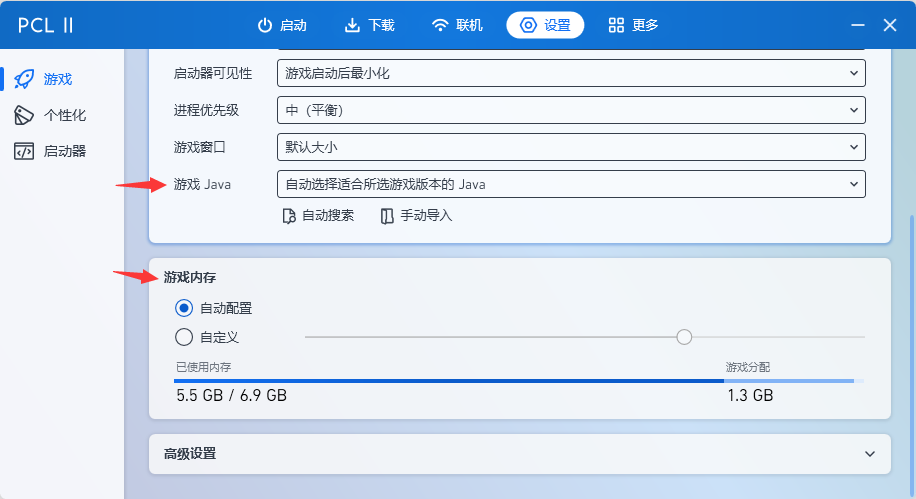 PCL II
启动 下载 联机 设置 更多
游戏
个性化
启动器
启动器可见性 游戏启动后最小化
进程优先级 中（平衡）
游戏窗口 默认大小
游戏 Java 自动选择适合所选游戏版本的 Java
自动搜索 手动导入
游戏内存
自动配置
自定义
已使用内存 游戏分配
5.5 GB / 6.9 GB 1.3 GB
高级设置